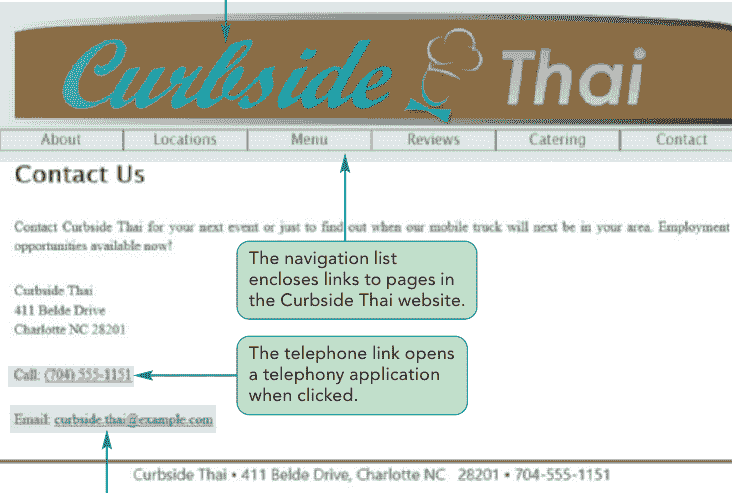 Curbside Thai
About Locations Menu Reviews Catering Contact
Contact Us
Contact Curbside Thai for your next event or just to find out when our mobile truck will next be in your area. Employment
opportunities available now!
The navigation list
encloses links to pages in
the Curbside Thai website.
Curbside Thai
411 Belde Drive
Charlotte NC 28201
The telephone link opens
a telephony application
when clicked.
Call: (704) 555-1151
Email: curbside.thai@example.com
Curbside Thai • 411 Belde Drive, Charlotte NC 28201 • 704-555-1151